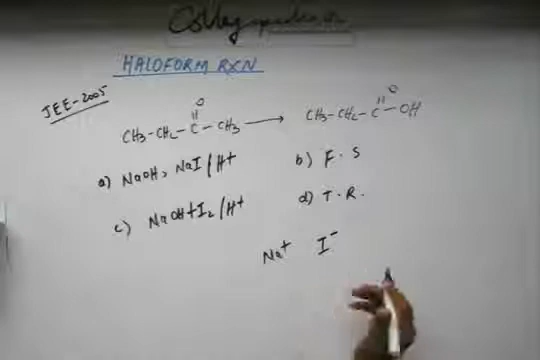 HALOFORM RXN
JEE-2005
O O
CH3-CH2-C-CH3 → CH3-CH2-C-OH
a) NaOH, NaI/H+ b) F.S
c) NaOH+I2/H+ d) T.R.
Na+ I-